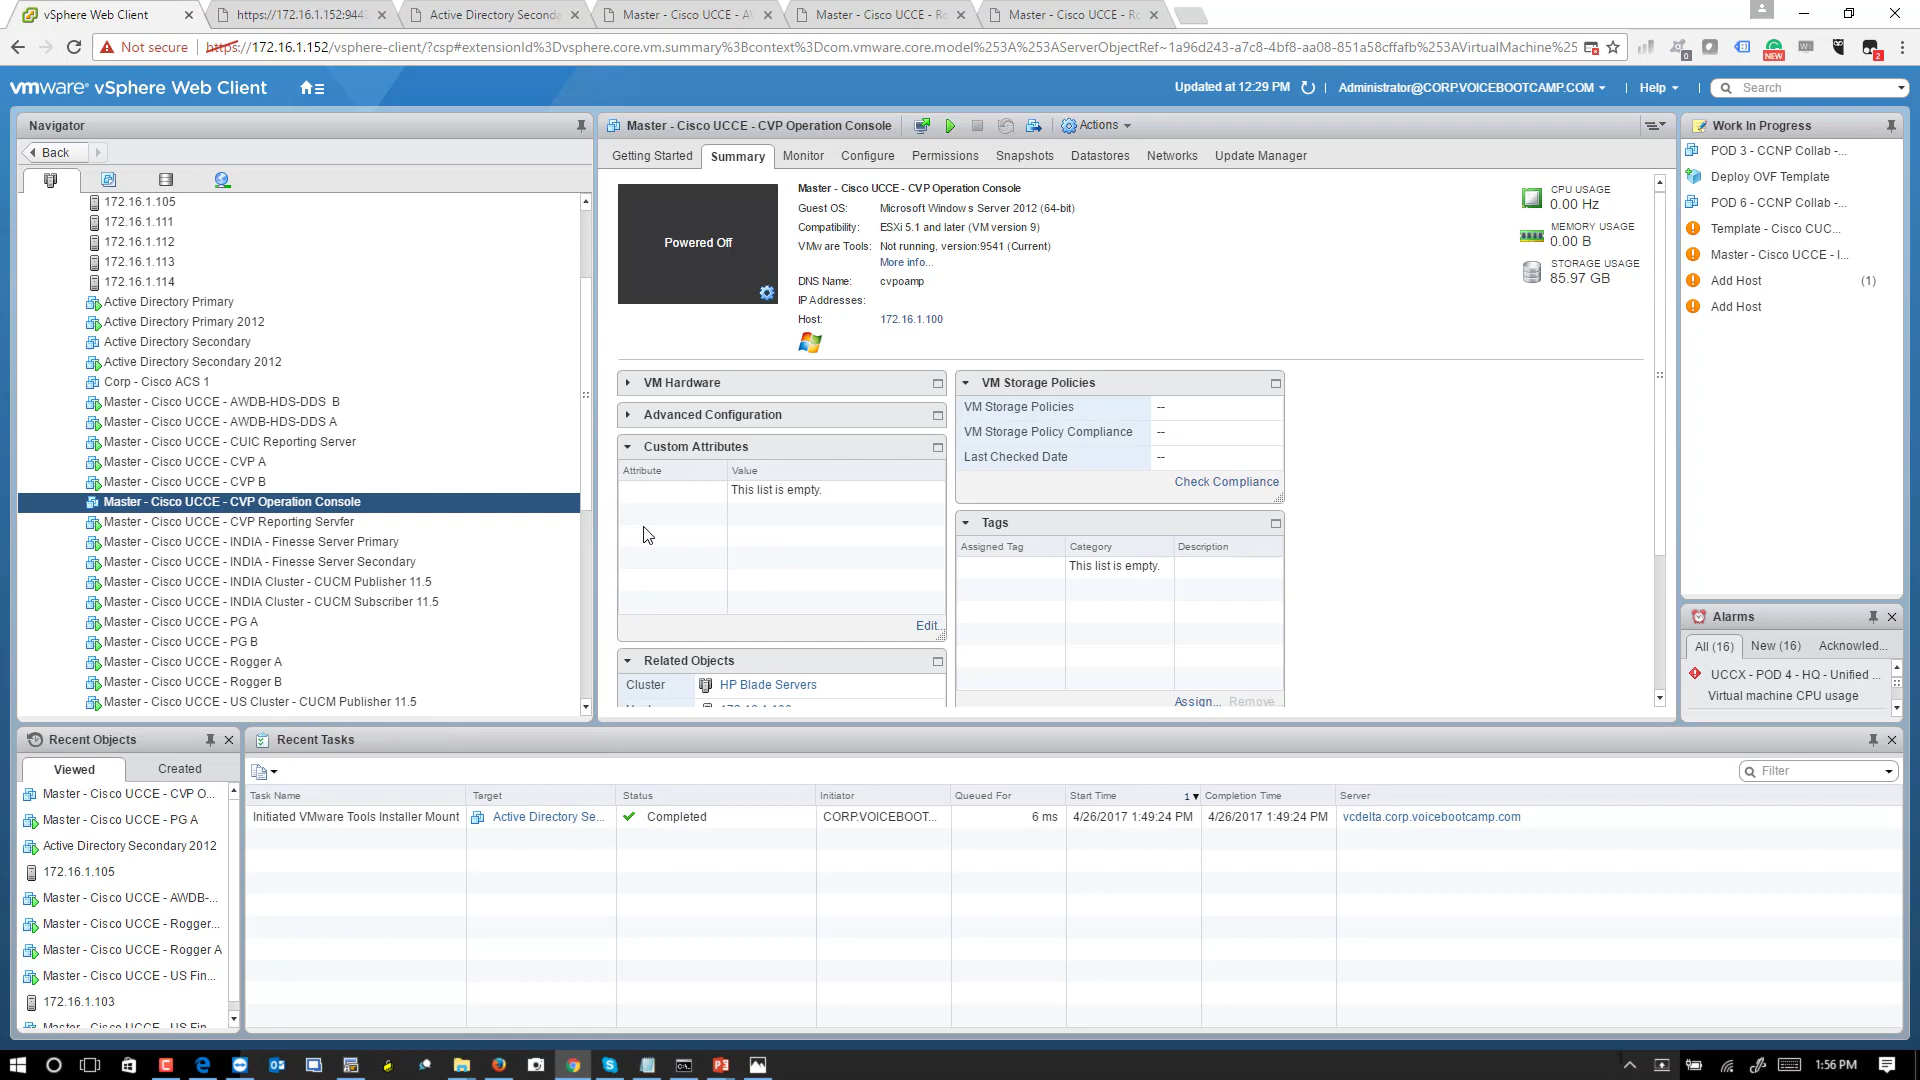 vSphere Web Client
https://172.16.1.152:944
Active Directory Seconda
Master - Cisco UCCE - A
Master - Cisco UCCE - Ro
Master - Cisco UCCE - Ro
Not secure
https://172.16.1.152/vsphere-client/?csp#extensionId%3Dvsphere.core.vm.summary%3Bcontext%3Dcom.vmware.core.model%253A%253AServerObjectRef~1a96d243-a7c8-4bf8-aa08-851a58cffafb%253AVirtualMachine%25
0
NEW
2
vmware® vSphere Web Client
Updated at 12:29 PM
Administrator@CORP.VOICEBOOTCAMP.COM
Help
Search
Navigator
Back
172.16.1.105
172.16.1.111
172.16.1.112
172.16.1.113
172.16.1.114
Active Directory Primary
Active Directory Primary 2012
Active Directory Secondary
Active Directory Secondary 2012
Corp - Cisco ACS 1
Master - Cisco UCCE - AWDB-HDS-DDS B
Master - Cisco UCCE - AWDB-HDS-DDS A
Master - Cisco UCCE - CUIC Reporting Server
Master - Cisco UCCE - CVP A
Master - Cisco UCCE - CVP B
Master - Cisco UCCE - CVP Operation Console
Master - Cisco UCCE - CVP Reporting Servfer
Master - Cisco UCCE - INDIA - Finesse Server Primary
Master - Cisco UCCE - INDIA - Finesse Server Secondary
Master - Cisco UCCE - INDIA Cluster - CUCM Publisher 11.5
Master - Cisco UCCE - INDIA Cluster - CUCM Subscriber 11.5
Master - Cisco UCCE - PG A
Master - Cisco UCCE - PG B
Master - Cisco UCCE - Rogger A
Master - Cisco UCCE - Rogger B
Master - Cisco UCCE - US Cluster - CUCM Publisher 11.5
Master - Cisco UCCE - CVP Operation Console
Actions
Getting Started
Summary
Monitor
Configure
Permissions
Snapshots
Datastores
Networks
Update Manager
Powered Off
Master - Cisco UCCE - CVP Operation Console
Guest OS: Microsoft Windows Server 2012 (64-bit)
Compatibility: ESXi 5.1 and later (VM version 9)
VMware Tools: Not running, version:9541 (Current)
More info...
DNS Name: cvpoamp
IP Addresses:
Host: 172.16.1.100
CPU USAGE
0.00 Hz
MEMORY USAGE
0.00 B
STORAGE USAGE
85.97 GB
VM Hardware
Advanced Configuration
Custom Attributes
Attribute Value
This list is empty.
Edit...
Related Objects
Cluster HP Blade Servers
VM Storage Policies
VM Storage Policies --
VM Storage Policy Compliance --
Last Checked Date --
Check Compliance
Tags
Assigned Tag Category Description
This list is empty.
Assign... Remove
Work In Progress
POD 3 - CCNP Collab -...
Deploy OVF Template
POD 6 - CCNP Collab -...
Template - Cisco CUC...
Master - Cisco UCCE - I...
Add Host (1)
Add Host
Alarms
All (16) New (16) Acknowled...
UCCX - POD 4 - HQ - Unified ...
Virtual machine CPU usage
Recent Objects
Viewed Created
Master - Cisco UCCE - CVP O...
Master - Cisco UCCE - PG A
Active Directory Secondary 2012
172.16.1.105
Master - Cisco UCCE - AWDB-...
Master - Cisco UCCE - Rogger...
Master - Cisco UCCE - Rogger A
Master - Cisco UCCE - US Fin...
172.16.1.103
Master - Cisco UCCE - US Fin...
Recent Tasks
Filter
Task Name Target Status Initiator Queued For Start Time 1 Completion Time Server
Initiated VMware Tools Installer Mount Active Directory Se... Completed CORP.VOICEBOOT... 6 ms 4/26/2017 1:49:24 PM 4/26/2017 1:49:24 PM vcdelta.corp.voicebootcamp.com
1:56 PM